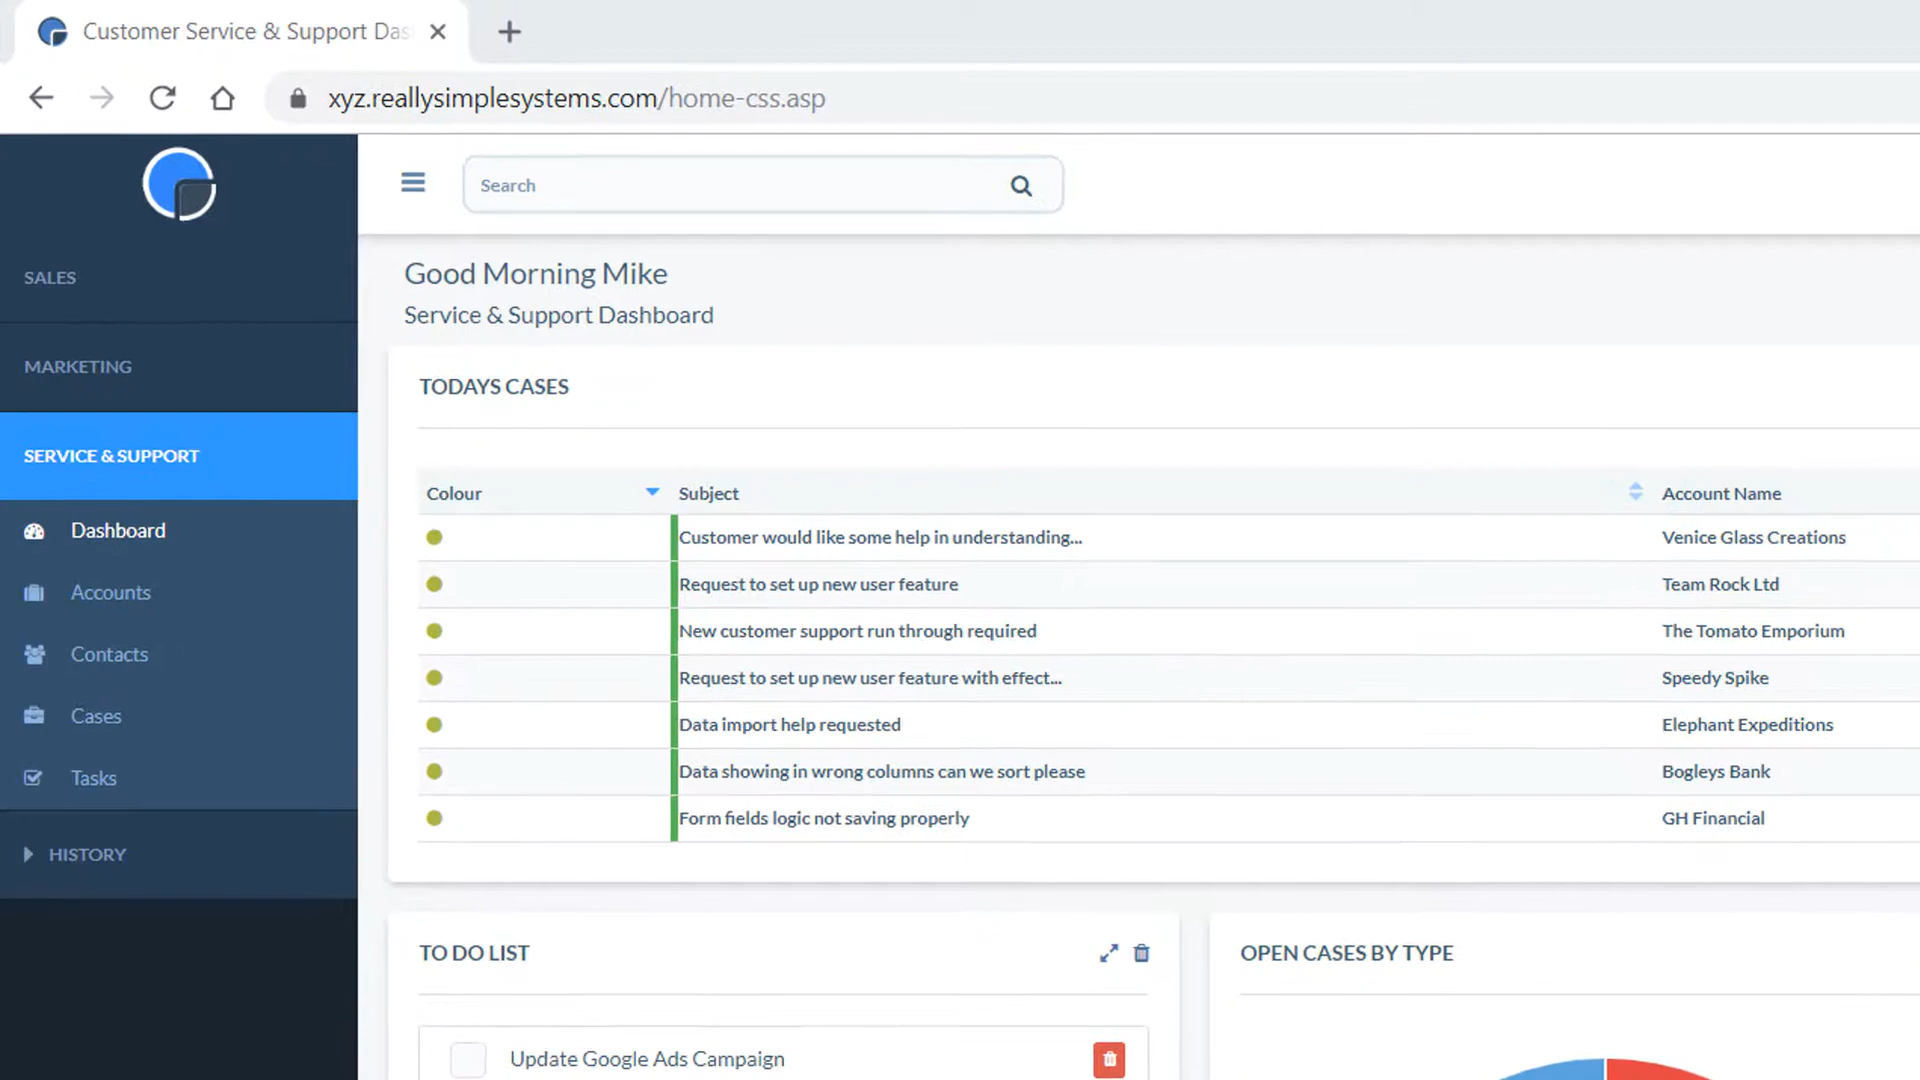 Customer Service & Support Das
xyz.reallysimplesystems.com/home-css.asp
Search
SALES
MARKETING
SERVICE & SUPPORT
Dashboard
Accounts
Contacts
Cases
Tasks
HISTORY
Good Morning Mike
Service & Support Dashboard
TODAYS CASES
Colour Subject Account Name
Customer would like some help in understanding... Venice Glass Creations
Request to set up new user feature Team Rock Ltd
New customer support run through required The Tomato Emporium
Request to set up new user feature with effect... Speedy Spike
Data import help requested Elephant Expeditions
Data showing in wrong columns can we sort please Bogleys Bank
Form fields logic not saving properly GH Financial
TO DO LIST
Update Google Ads Campaign
OPEN CASES BY TYPE